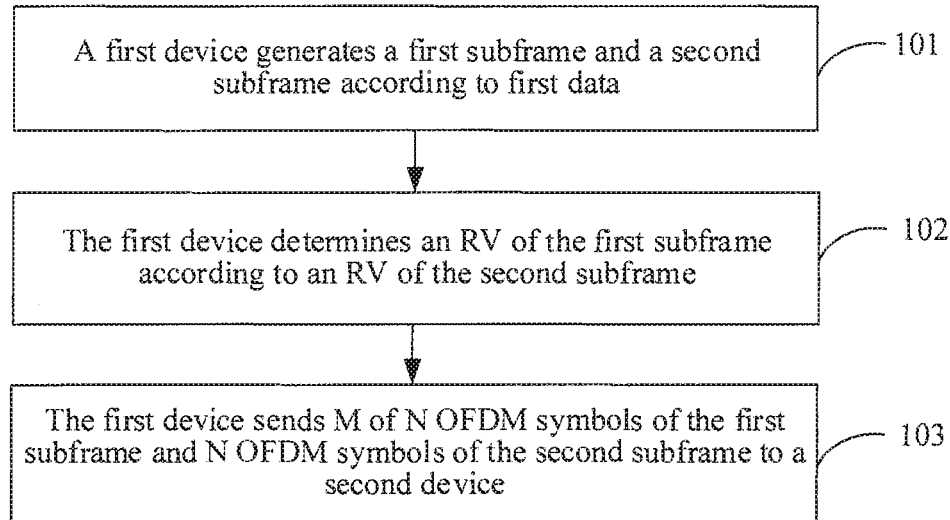 A first device generates a first subframe and a second
subframe according to first data
101
The first device determines an RV of the first subframe
according to an RV of the second subframe
102
The first device sends M of N OFDM symbols of the first
subframe and N OFDM symbols of the second subframe to a
second device
103